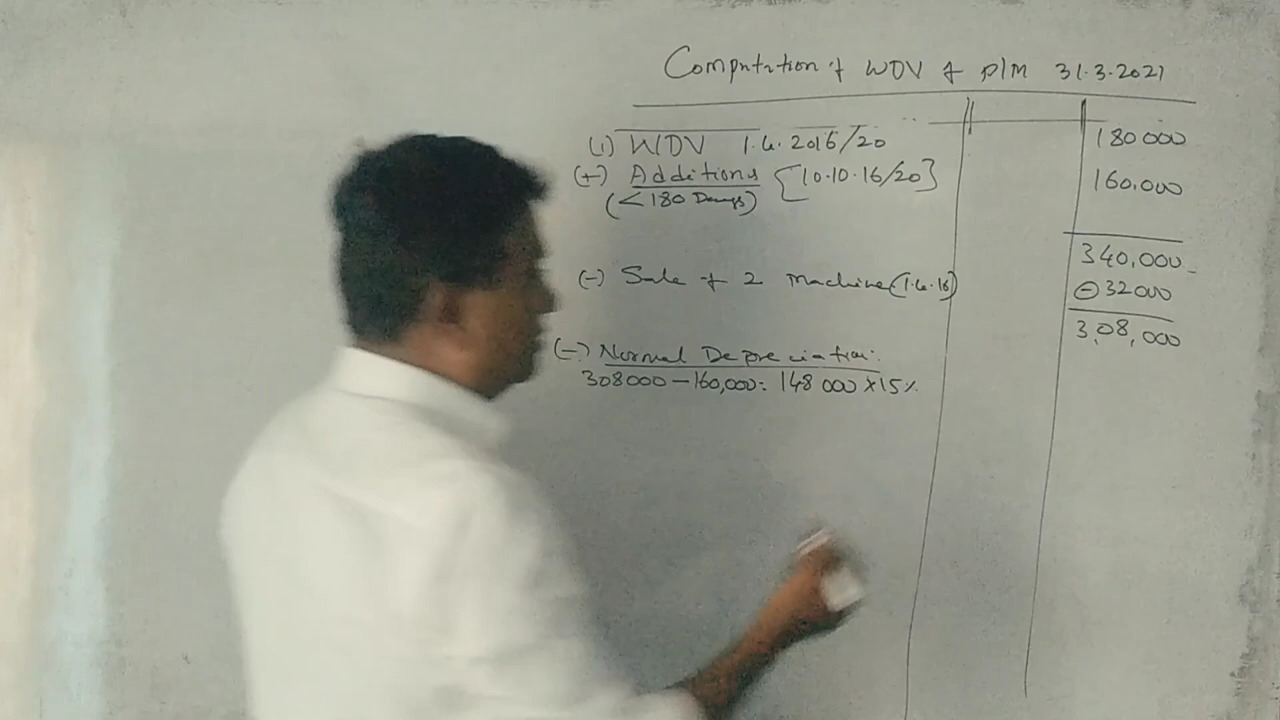 Computation of WDV of P/M 31.3.2021
(1) WDV 1.4.2016/20 180000
(+) Additions {10.10.16/20} 160,000
(<180 Days)
340,000
(-) Sale of 2 Machine (1.4.16) (-) 32000
3,08,000
(-) Normal Depreciation:
308000 - 160,000: 148 000 x 15%